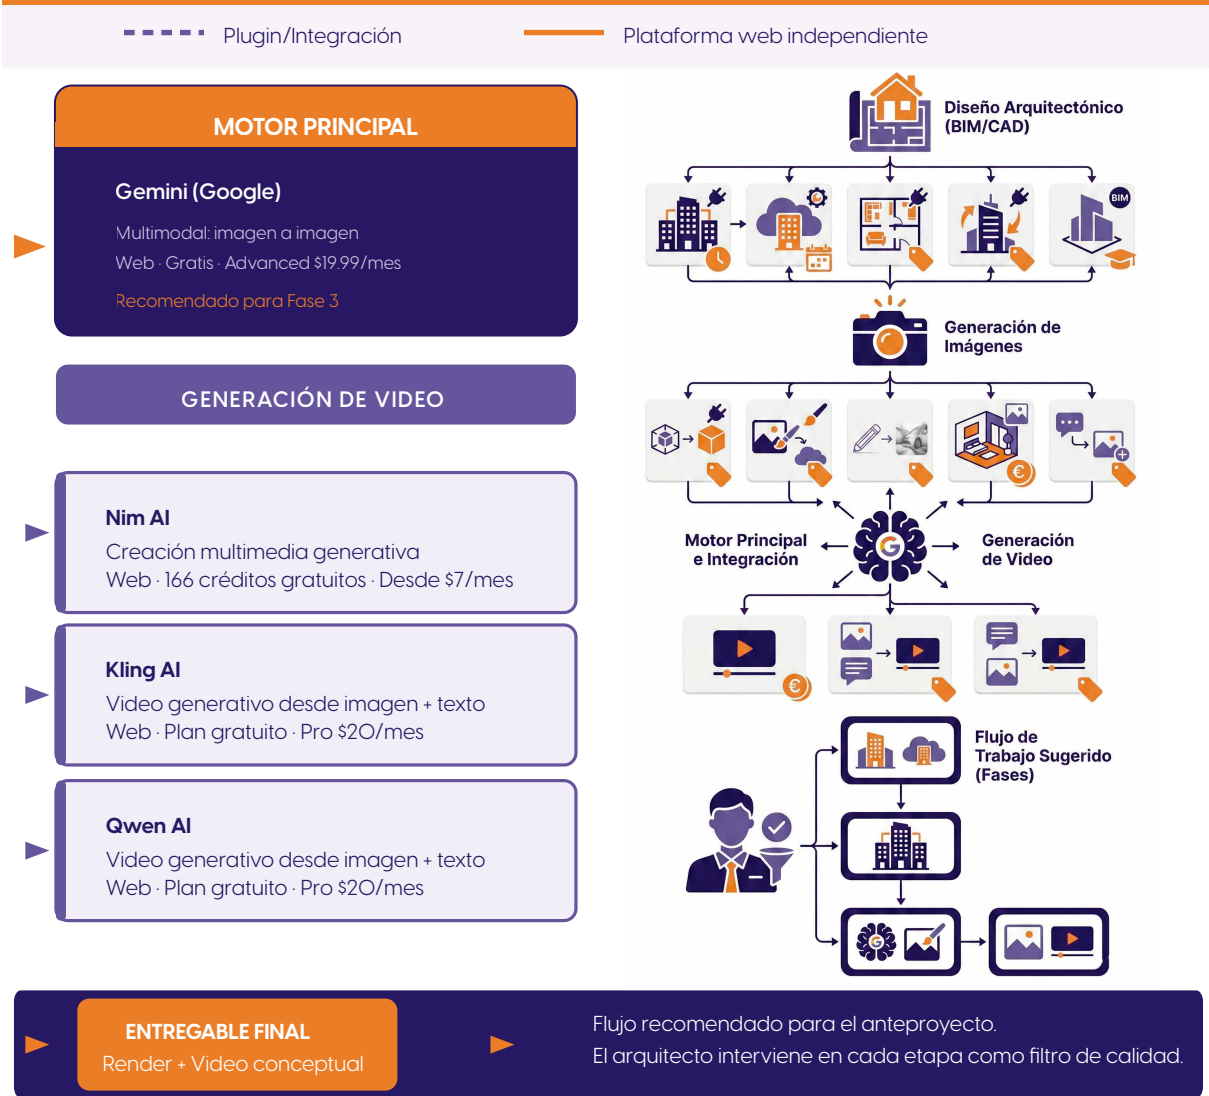 Plugin/Integración
Plataforma web independiente
MOTOR PRINCIPAL
Gemini (Google)
Multimodal: imagen a imagen
Web · Gratis · Advanced $19.99/mes
Recomendado para Fase 3
GENERACIÓN DE VIDEO
Nim AI
Creación multimedia generativa
Web · 166 créditos gratuitos · Desde $7/mes
Kling AI
Video generativo desde imagen + texto
Web · Plan gratuito · Pro $20/mes
Qwen AI
Video generativo desde imagen + texto
Web · Plan gratuito · Pro $20/mes
Diseño Arquitectónico
(BIM/CAD)
BIM
Generación de
Imágenes
€
Motor Principal
e Integración
G
Generación
de Video
€
Flujo de
Trabajo Sugerido
(Fases)
G
ENTREGABLE FINAL
Render + Video conceptual
Flujo recomendado para el anteproyecto.
El arquitecto interviene en cada etapa como filtro de calidad.